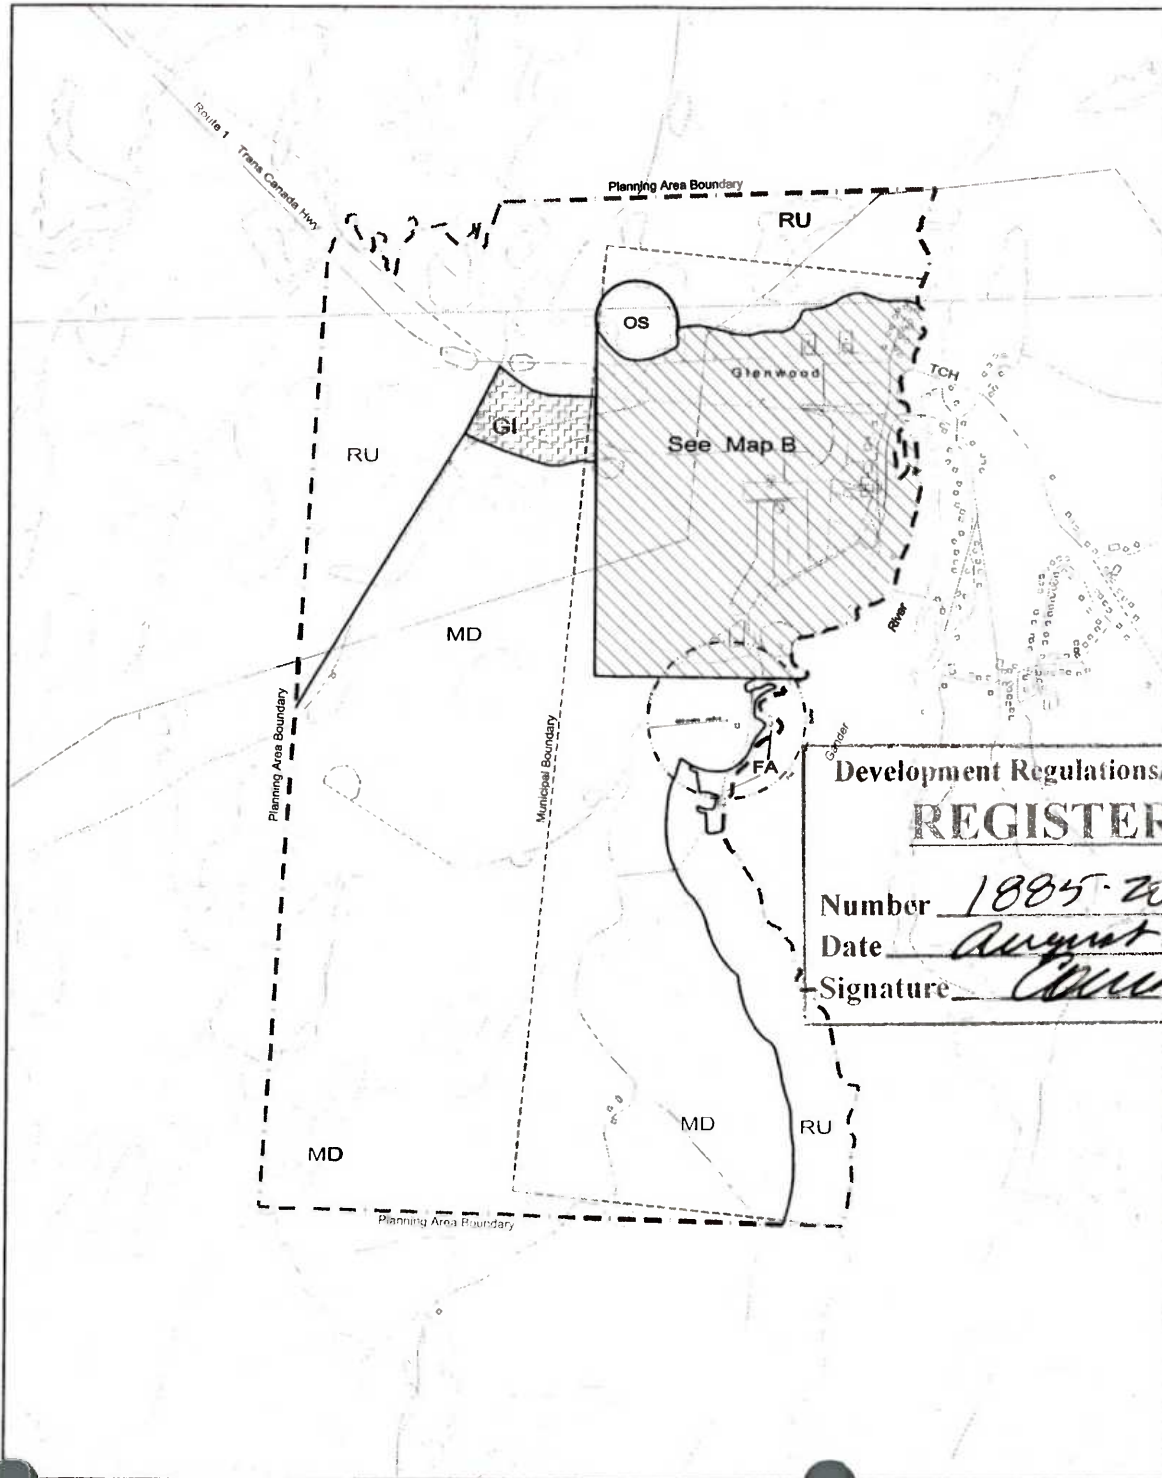 Route 1 Trans Canada Hwy
Planning Area Boundary
RU
OS
Glenwood
TCH
GI
See Map B
RU
River
MD
Planning Area Boundary
Municipal Boundary
Gander
FA
Development Regulations/
REGISTER
Number 1885-20
Date August
Signature
MD
RU
MD
Planning Area Boundary